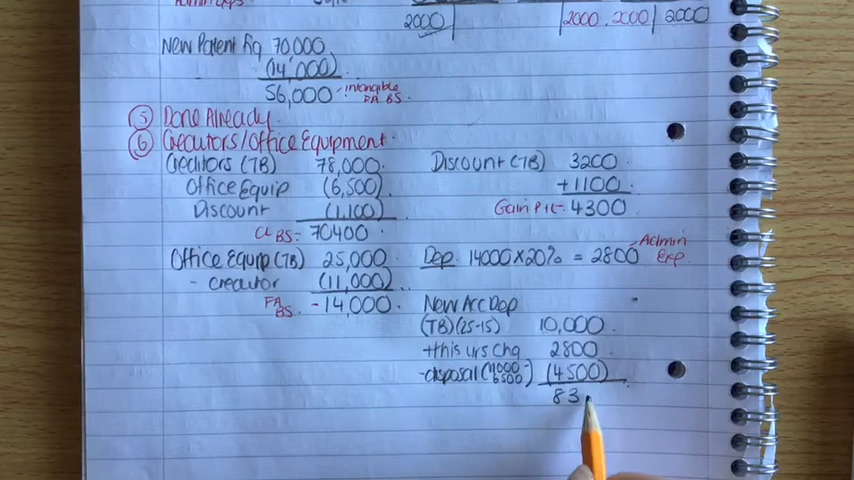 2000 2000.2000 2000
New Patent Fig 70,000
(14,000)
56,000 - Intangible FA BS.
⑤ Done Already.
⑥ Creditors/Office Equipment.
Creditors (TB) 78,000. Discount (TB) 3200
Office Equip (6,500) +1100
Discount (1,100) Gain P+L- 4300
CL BS = 70400.
Office Equip (TB) 25,000 Dep. 14000×20% = 2800 Admin Exp.
- creditor (11,000)
FA BS. - 14,000. New Acc Dep
(TB) (25-15) 10,000
+this yrs chg 2800
-disposal (11000-6500) (4500)
83